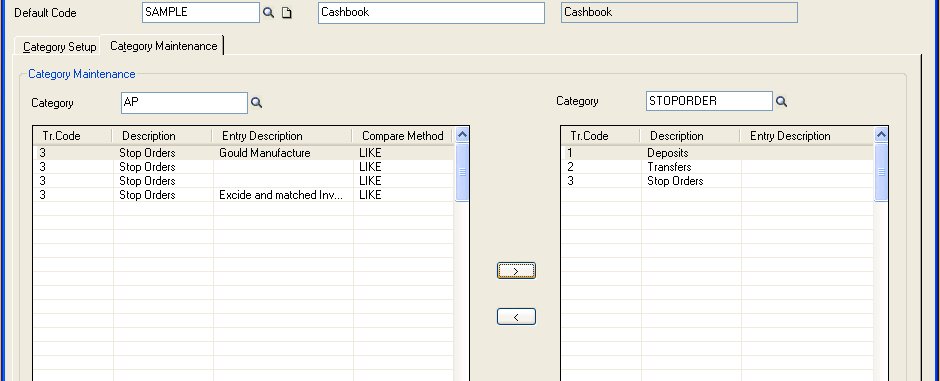 Default Code SAMPLE Cashbook Cashbook
Category Setup Category Maintenance
Category Maintenance
Category AP Category STOPORDER
Tr.Code Description Entry Description Compare Method Tr.Code Description Entry Description
3 Stop Orders Gould Manufacture LIKE 1 Deposits
3 Stop Orders LIKE 2 Transfers
3 Stop Orders LIKE 3 Stop Orders
3 Stop Orders Excide and matched Inv... LIKE
>
<